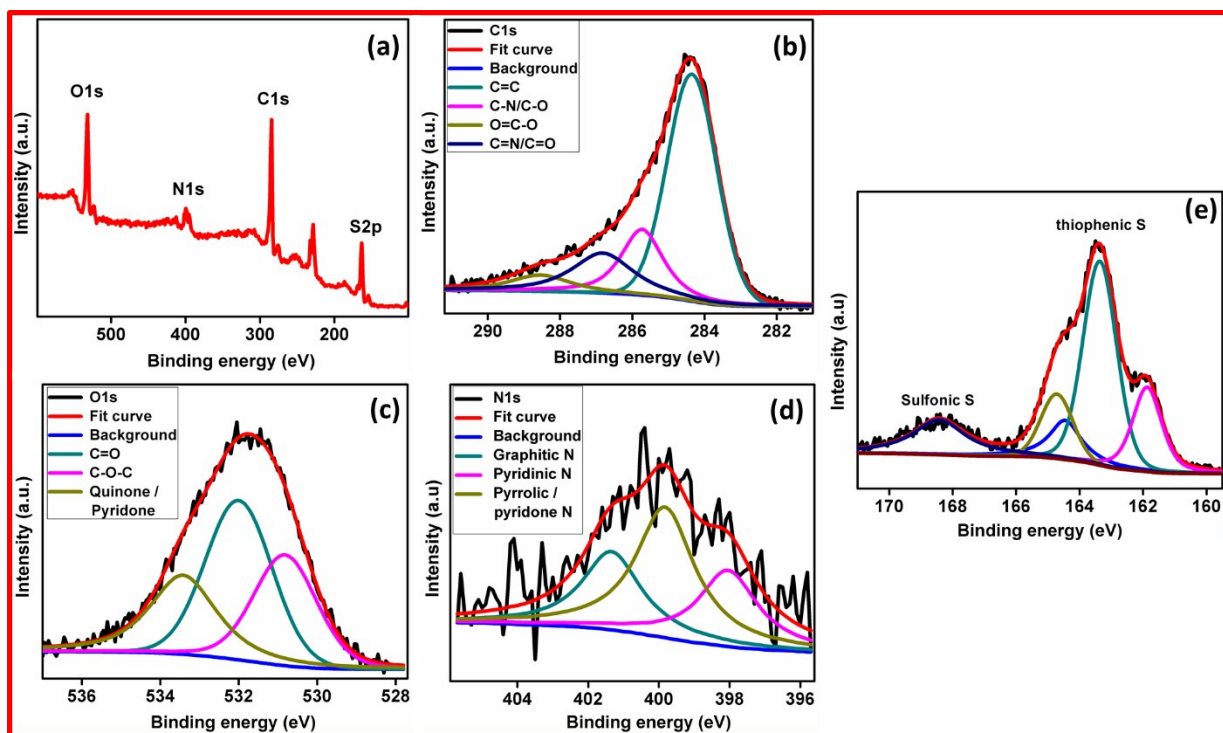 (a)
O1s
N1s
C1s
S2p
Intensity (a.u.)
500 400 300 200
Binding energy (eV)
(b)
C1s
Fit curve
Background
C=C
C-N/C-O
O=C-O
C=N/C=O
Intensity (a.u.)
290 288 286 284 282
Binding energy (eV)
(c)
O1s
Fit curve
Background
C=O
C-O-C
Quinone /
Pyridone
Intensity (a.u.)
536 534 532 530 528
Binding energy (eV)
(d)
N1s
Fit curve
Background
Graphitic N
Pyridinic N
Pyrrolic /
pyridone N
Intensity (a.u)
404 402 400 398 396
Binding energy (eV)
(e)
thiophenic S
Sulfonic S
Intensity (a.u)
170 168 166 164 162 160
Binding energy (eV)